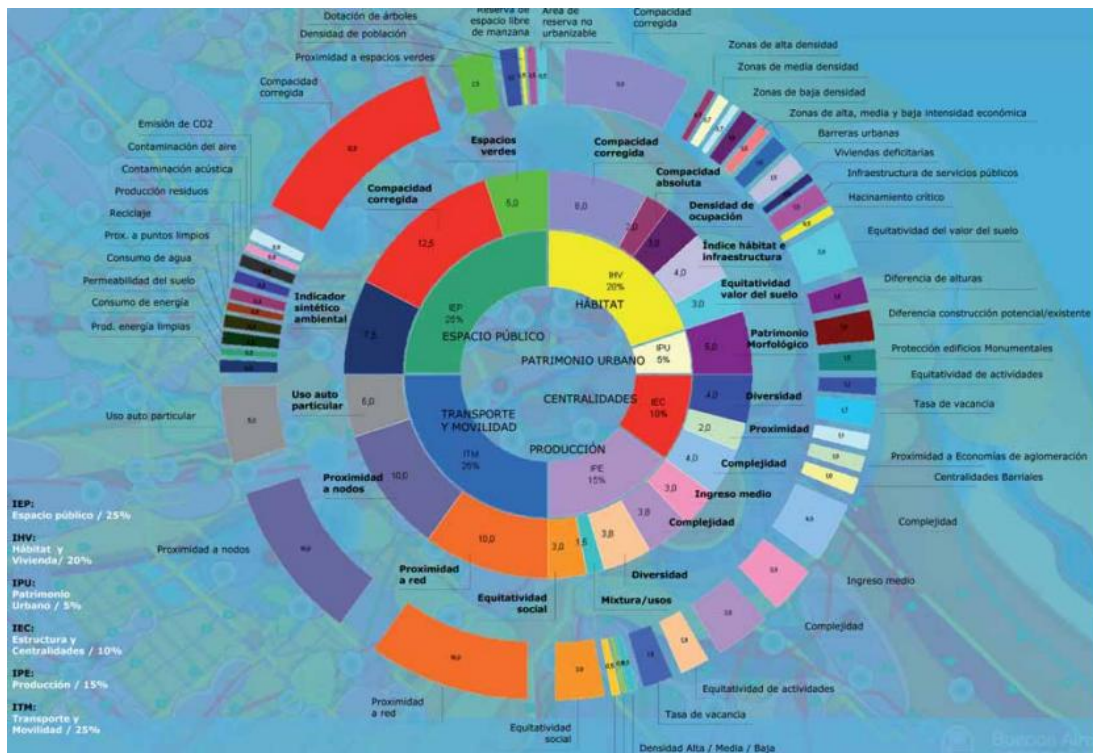 Dotación de árboles
Densidad de población
Proximidad a espacios verdes
Reserva de
espacio libre
de manzana
Área de
reserva no
urbanizable
Compacidad
corregida
Zonas de alta densidad
Zonas de media densidad
Zonas de baja densidad
Zonas de alta, media y baja intensidad económica
Barreras urbanas
Viviendas deficitarias
Infraestructura de servicios públicos
Hacinamiento crítico
Equitatividad del valor del suelo
Diferencia de alturas
Diferencia construcción potencial/existente
Protección edificios Monumentales
Equitatividad de actividades
Tasa de vacancia
Proximidad a Economías de aglomeración
Centralidades Barriales
Complejidad
Ingreso medio
Complejidad
Equitatividad de actividades
Tasa de vacancia
Densidad Alta / Media / Baja
Equitatividad
social
Proximidad
a red
Proximidad a nodos
Uso auto particular
Compacidad
corregida
Emisión de CO2
Contaminación del aire
Contaminación acústica
Producción residuos
Reciclaje
Prox. a puntos limpios
Consumo de agua
Permeabilidad del suelo
Consumo de energía
Prod. energía limpias
Espacios
verdes
5,0
Compacidad
corregida
12,5
Indicador
sintético
ambiental
7,5
Uso auto
particular
5,0
Proximidad
a nodos
10,0
Proximidad
a red
10,0
Equitatividad
social
3,0
Mixtura/usos
1,5
Diversidad
3,8
Complejidad
3,8
Ingreso medio
3,0
Complejidad
4,0
Proximidad
2,0
Diversidad
4,0
Patrimonio
Morfológico
5,0
Equitatividad
valor del suelo
3,0
Índice hábitat e
infraestructura
4,0
Densidad de
ocupación
3,0
Compacidad
absoluta
2,0
Compacidad
corregida
8,0
IHV
20%
HÁBITAT
IPU
5%
PATRIMONIO URBANO
IEC
10%
CENTRALIDADES
PRODUCCIÓN
IPE
15%
TRANSPORTE
Y MOVILIDAD
ITM
25%
IEP
25%
ESPACIO PÚBLICO
IEP:
Espacio público / 25%
IHV:
Hábitat y
Vivienda/ 20%
IPU:
Patrimonio
Urbano / 5%
IEC:
Estructura y
Centralidades / 10%
IPE:
Producción / 15%
ITM:
Transporte y
Movilidad / 25%
Buenos Aires